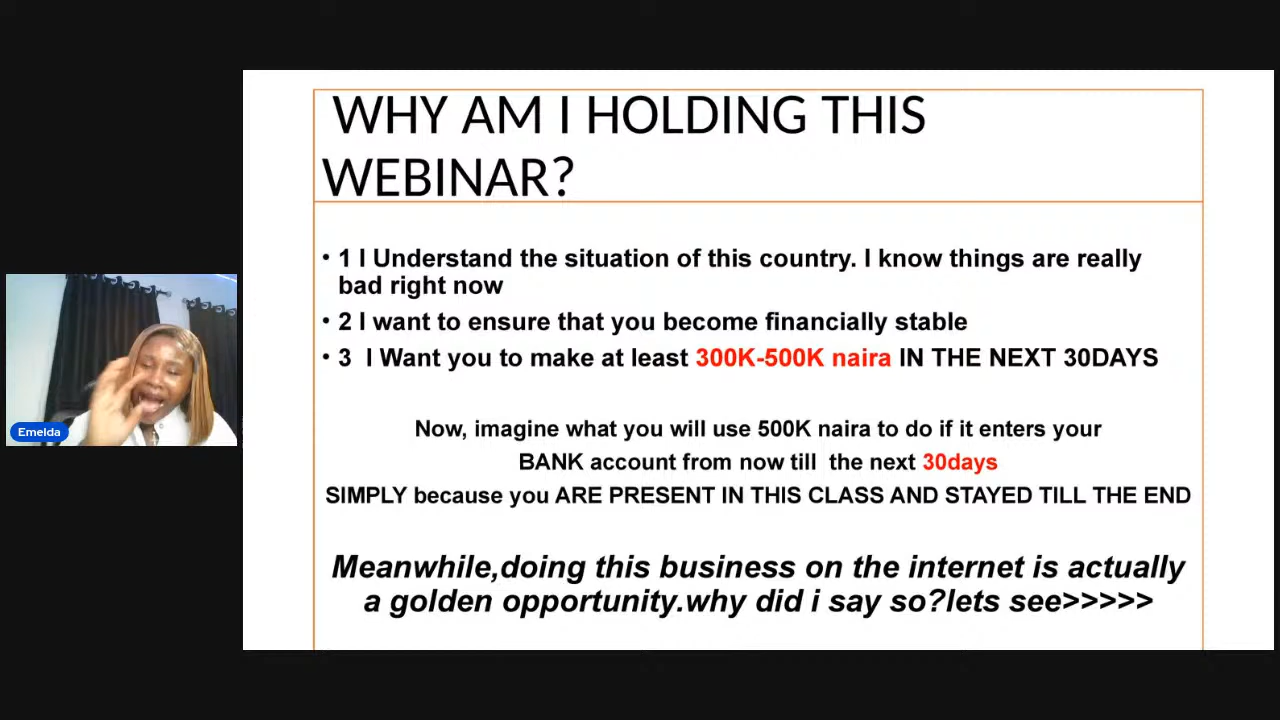 WHY AM I HOLDING THIS
WEBINAR?
• 1 I Understand the situation of this country. I know things are really
bad right now
• 2 I want to ensure that you become financially stable
• 3 I Want you to make at least 300K-500K naira IN THE NEXT 30DAYS
Now, imagine what you will use 500K naira to do if it enters your
BANK account from now till the next 30days
SIMPLY because you ARE PRESENT IN THIS CLASS AND STAYED TILL THE END
Meanwhile,doing this business on the internet is actually
a golden opportunity.why did i say so?lets see>>>>>
Emelda